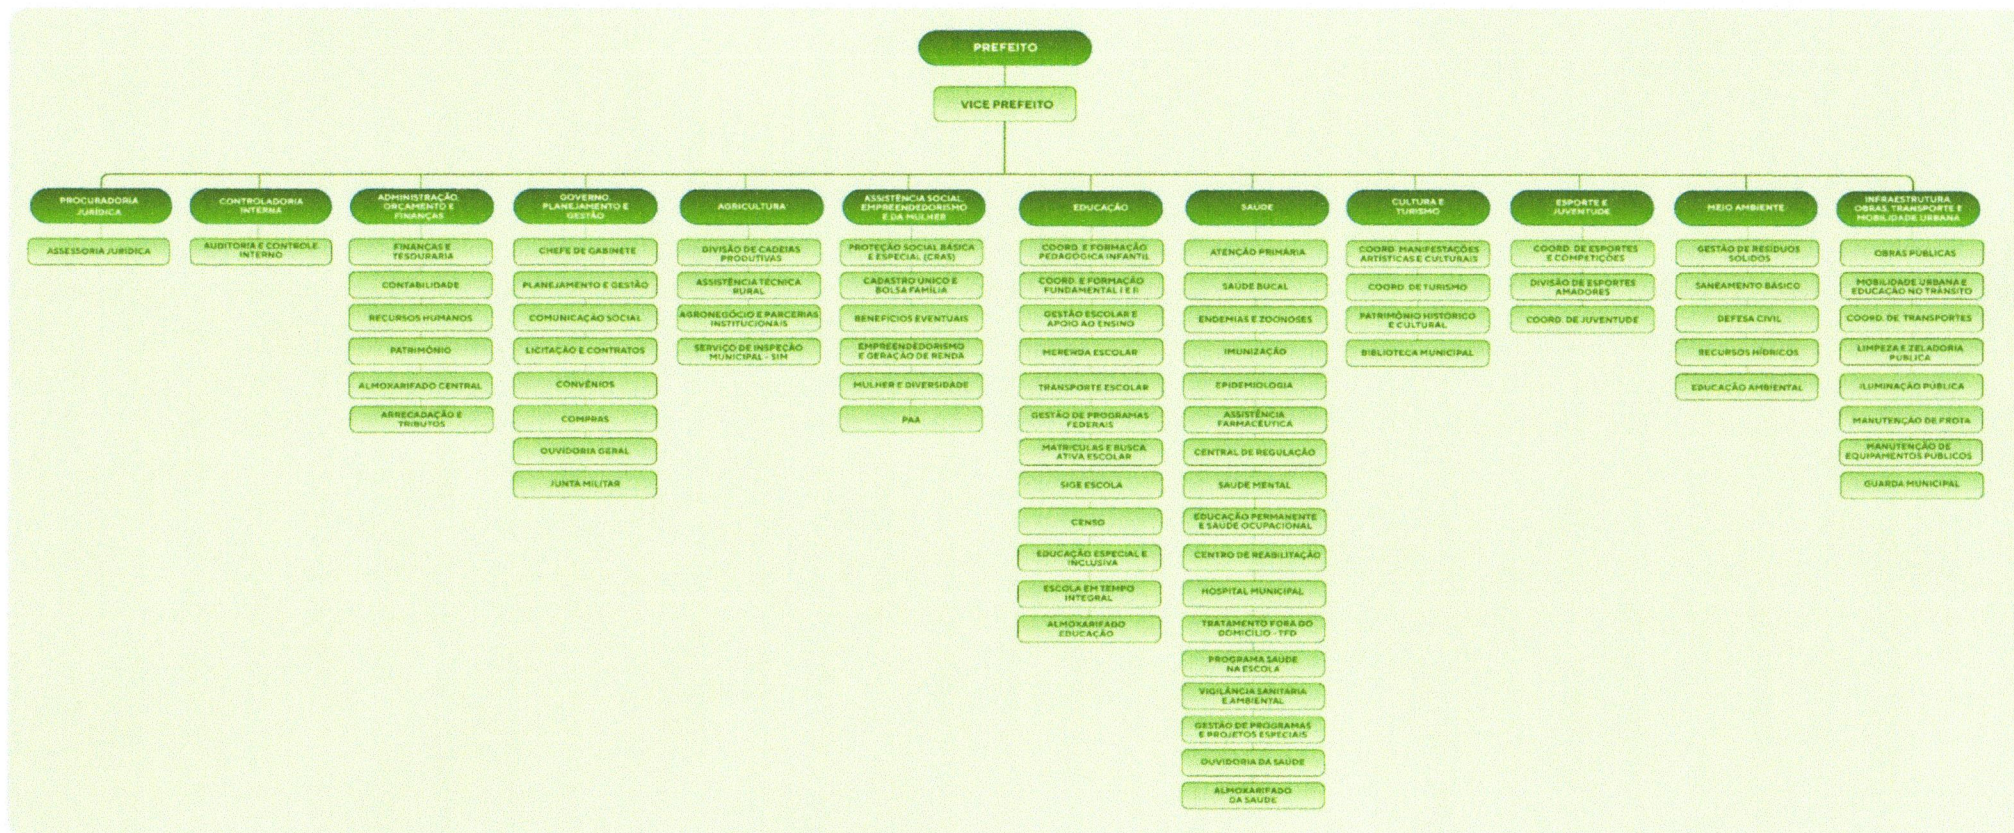 PREFEITO
VICE PREFEITO
PROCURADORIA
JURÍDICA
ASSESSORIA JURÍDICA
CONTROLADORIA
INTERNA
AUDITORIA E CONTROLE
INTERNO
ADMINISTRAÇÃO,
ORÇAMENTO E
FINANÇAS
FINANÇAS E
TESOURARIA
CONTABILIDADE
RECURSOS HUMANOS
PATRIMÔNIO
ALMOXARIFADO CENTRAL
ARRECADAÇÃO E
TRIBUTOS
GOVERNO,
PLANEJAMENTO E
GESTÃO
CHEFE DE GABINETE
PLANEJAMENTO E GESTÃO
COMUNICAÇÃO SOCIAL
LICITAÇÃO E CONTRATOS
CONVÊNIOS
COMPRAS
OUVIDORIA GERAL
JUNTA MILITAR
AGRICULTURA
DIVISÃO DE CADEIAS
PRODUTIVAS
ASSISTÊNCIA TÉCNICA
RURAL
AGRONEGÓCIO E PARCERIAS
INSTITUCIONAIS
SERVIÇO DE INSPEÇÃO
MUNICIPAL - SIM
ASSISTÊNCIA SOCIAL,
EMPREENDEDORISMO
E DA MULHER
PROTEÇÃO SOCIAL BÁSICA
E ESPECIAL (CRAS)
CADASTRO ÚNICO E
BOLSA FAMÍLIA
BENEFÍCIOS EVENTUAIS
EMPREENDEDORISMO
E GERAÇÃO DE RENDA
MULHER E DIVERSIDADE
PAA
EDUCAÇÃO
COORD. E FORMAÇÃO
PEDAGÓGICA INFANTIL
COORD. E FORMAÇÃO
FUNDAMENTAL I E II
GESTÃO ESCOLAR E
APOIO AO ENSINO
MERENDA ESCOLAR
TRANSPORTE ESCOLAR
GESTÃO DE PROGRAMAS
FEDERAIS
MATRÍCULAS E BUSCA
ATIVA ESCOLAR
SIGE ESCOLA
CENSO
EDUCAÇÃO ESPECIAL E
INCLUSIVA
ESCOLA EM TEMPO
INTEGRAL
ALMOXARIFADO
EDUCAÇÃO
SAÚDE
ATENÇÃO PRIMÁRIA
SAÚDE BUCAL
ENDEMIAS E ZOONOSES
IMUNIZAÇÃO
EPIDEMIOLOGIA
ASSISTÊNCIA
FARMACÊUTICA
CENTRAL DE REGULAÇÃO
SAÚDE MENTAL
EDUCAÇÃO PERMANENTE
E SAÚDE OCUPACIONAL
CENTRO DE REABILITAÇÃO
HOSPITAL MUNICIPAL
TRATAMENTO FORA DO
DOMICÍLIO - TFD
PROGRAMA SAÚDE
NA ESCOLA
VIGILÂNCIA SANITÁRIA
E AMBIENTAL
GESTÃO DE PROGRAMAS
E PROJETOS ESPECIAIS
OUVIDORIA DA SAÚDE
ALMOXARIFADO
DA SAÚDE
CULTURA E
TURISMO
COORD. MANIFESTAÇÕES
ARTÍSTICAS E CULTURAIS
COORD. DE TURISMO
PATRIMÔNIO HISTÓRICO
E CULTURAL
BIBLIOTECA MUNICIPAL
ESPORTE E
JUVENTUDE
COORD. DE ESPORTES
E COMPETIÇÕES
DIVISÃO DE ESPORTES
AMADORES
COORD. DE JUVENTUDE
MEIO AMBIENTE
GESTÃO DE RESÍDUOS
SÓLIDOS
SANEAMENTO BÁSICO
DEFESA CIVIL
RECURSOS HÍDRICOS
EDUCAÇÃO AMBIENTAL
INFRAESTRUTURA
OBRAS, TRANSPORTE E
MOBILIDADE URBANA
OBRAS PÚBLICAS
MOBILIDADE URBANA E
EDUCAÇÃO NO TRÂNSITO
COORD. DE TRANSPORTES
LIMPEZA E ZELADORIA
PÚBLICA
ILUMINAÇÃO PÚBLICA
MANUTENÇÃO DE FROTA
MANUTENÇÃO DE
EQUIPAMENTOS PÚBLICOS
GUARDA MUNICIPAL